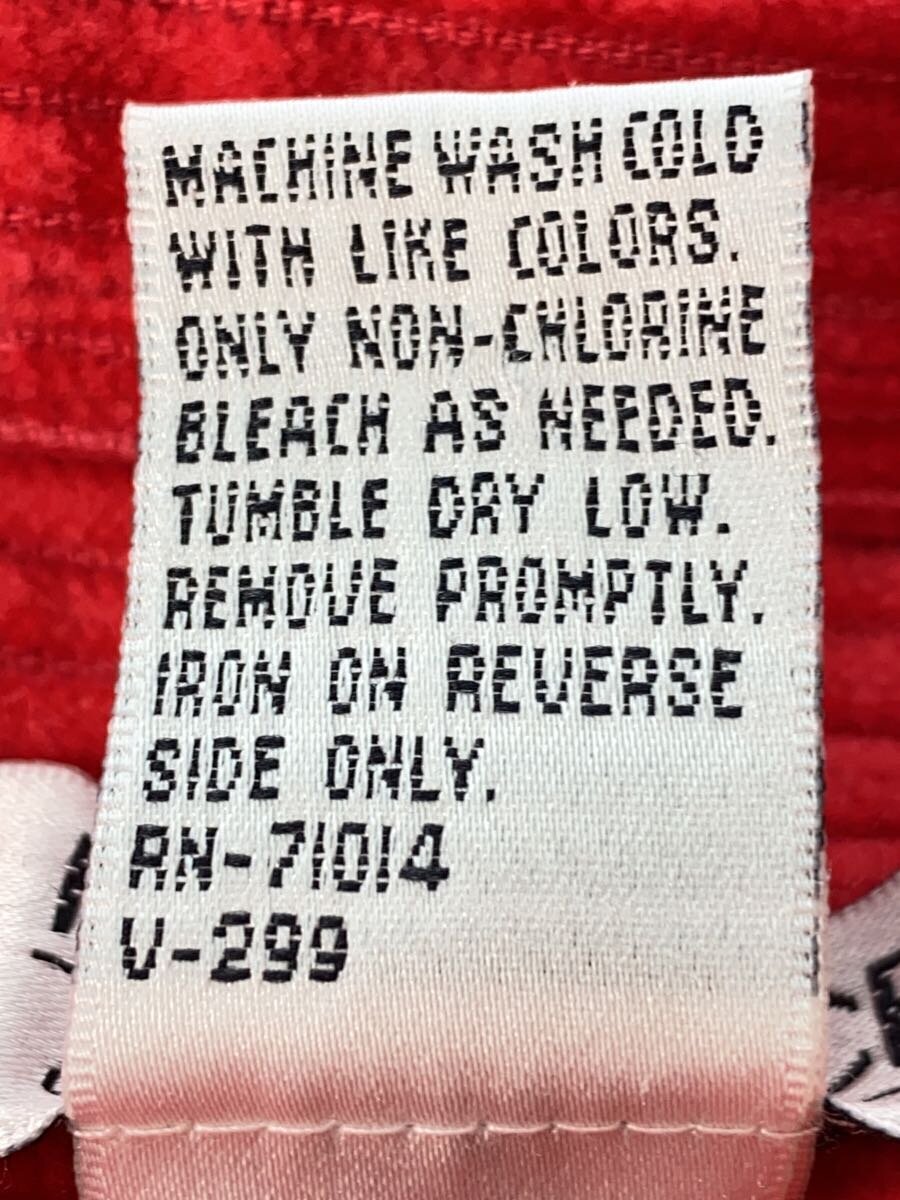 MACHINE WASH COLD
WITH LIKE COLORS.
ONLY NON-CHLORINE
BLEACH AS NEEDED.
TUMBLE DRY LOW.
REMOVE PROMPTLY.
IRON ON REVERSE
SIDE ONLY.
RN-71014
V-299